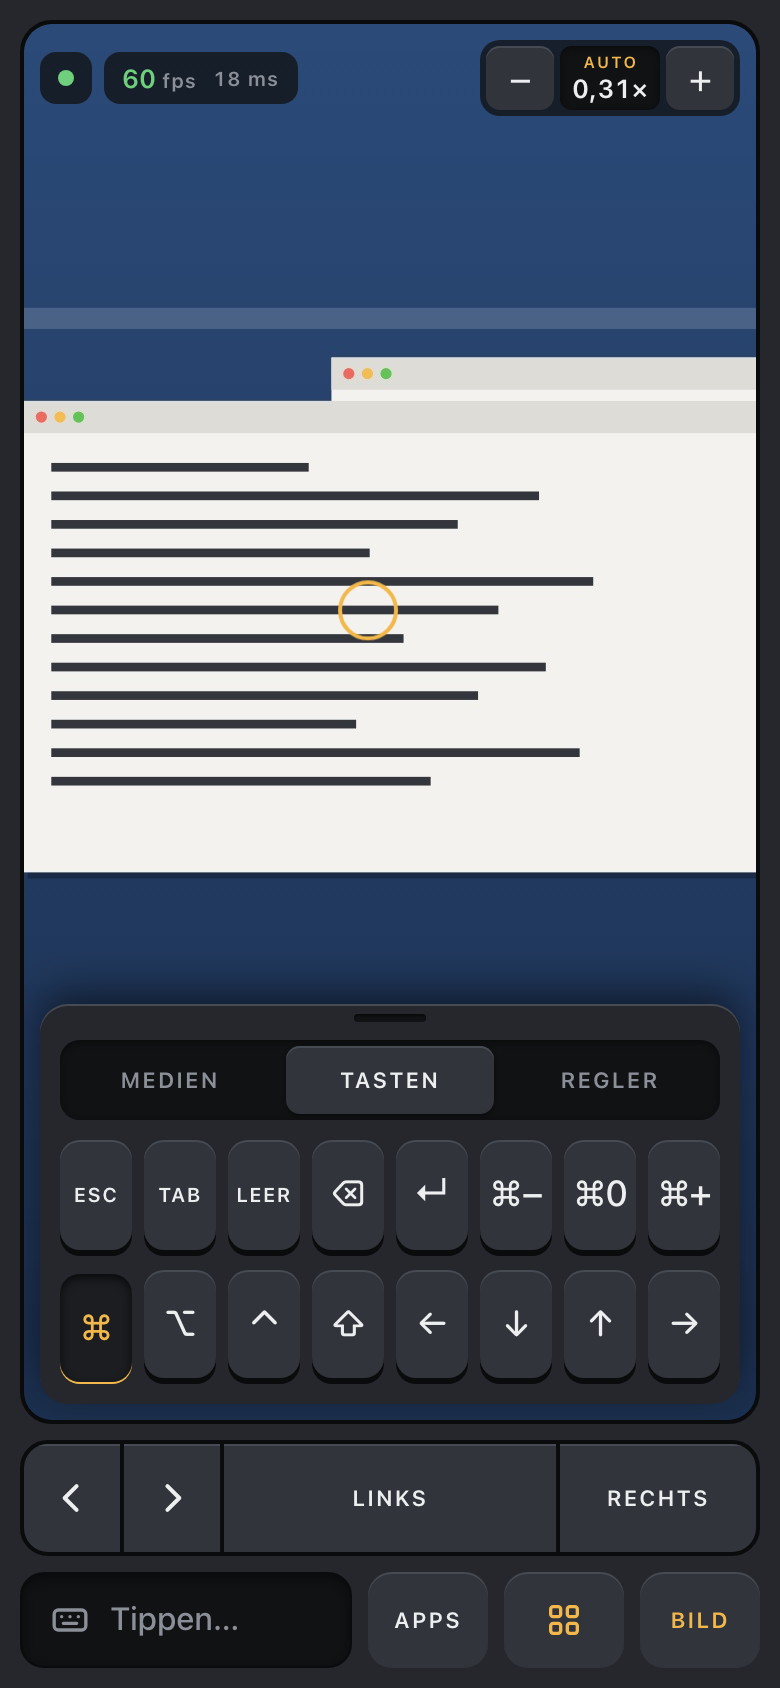 60 fps 18 ms
− AUTO +
0,31×
MEDIEN TASTEN REGLER
ESC TAB LEER ⌘− ⌘0 ⌘+
⌘ ⌥ ^ ⇧ ← ↓ ↑ →
LINKS RECHTS
Tippen... APPS BILD